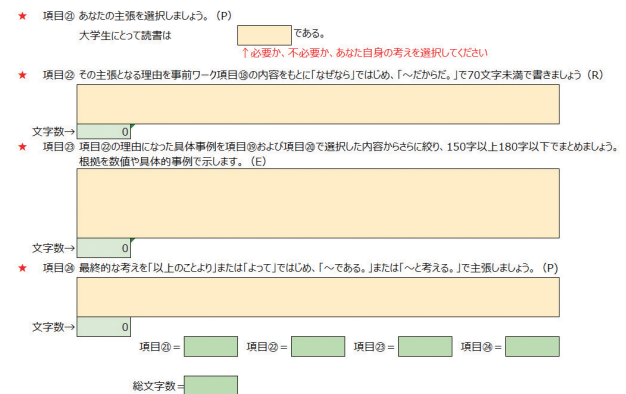 ★ 項目㉑ あなたの主張を選択しましょう。（P）
大学生にとって読書は である。
↑必要か、不必要か、あなた自身の考えを選択してください
★ 項目㉒ その主張となる理由を事前ワーク項目⑱の内容をもとに「なぜなら」ではじめ、「～だからだ。」で70文字未満で書きましょう（R）
文字数→ 0
★ 項目㉓ 項目㉒の理由になった具体事例を項目⑲および項目⑳で選択した内容からさらに絞り、150字以上180字以下でまとめましょう。
根拠を数値や具体的事例で示します。（E）
文字数→ 0
★ 項目㉔ 最終的な考えを「以上のことより」または「よって」ではじめ、「～である。」または「～と考える。」で主張しましょう。（P）
文字数→ 0
項目㉑＝ 項目㉒＝ 項目㉓＝ 項目㉔＝
総文字数＝